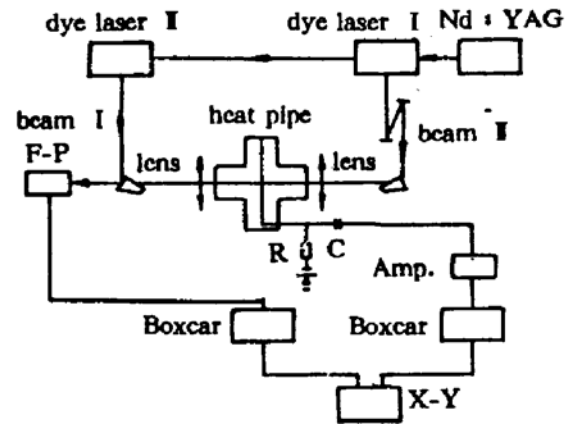 dye laser II
dye laser I
Nd : YAG
beam I
heat pipe
beam II
F-P
lens
lens
R
C
Amp.
Boxcar
Boxcar
X-Y